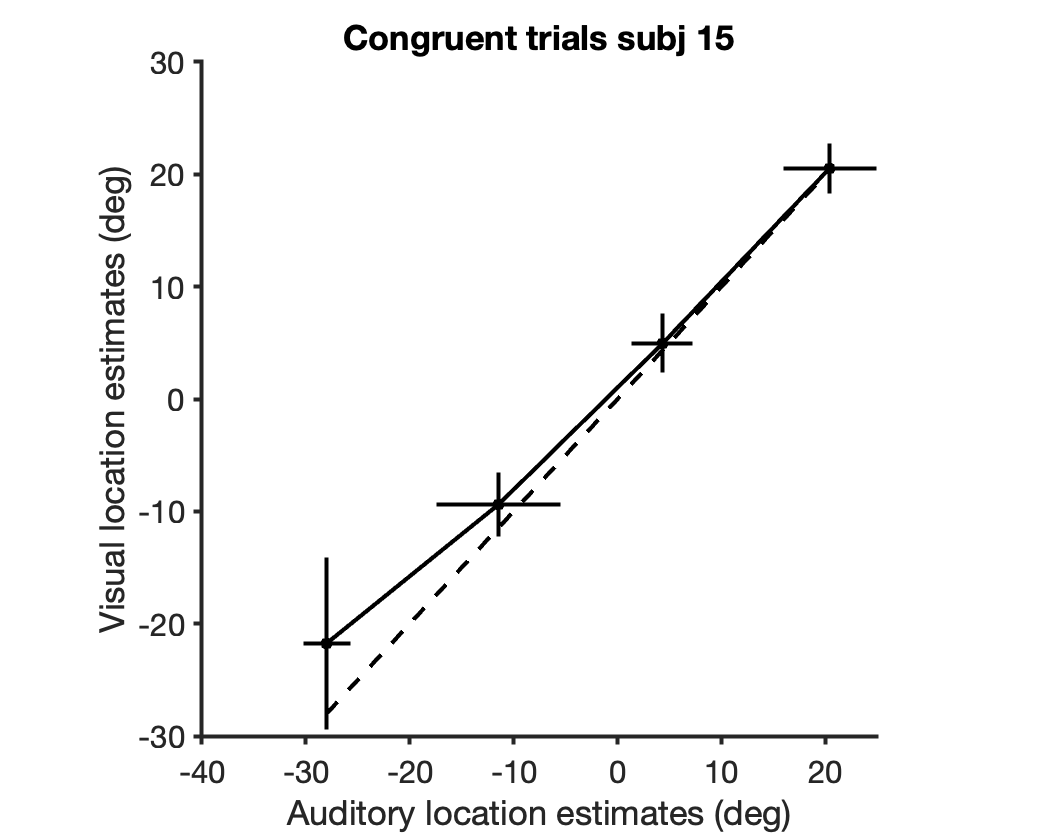 Congruent trials subj 15
30
20
10
0
-10
-20
-30
Visual location estimates (deg)
-40 -30 -20 -10 0 10 20
Auditory location estimates (deg)